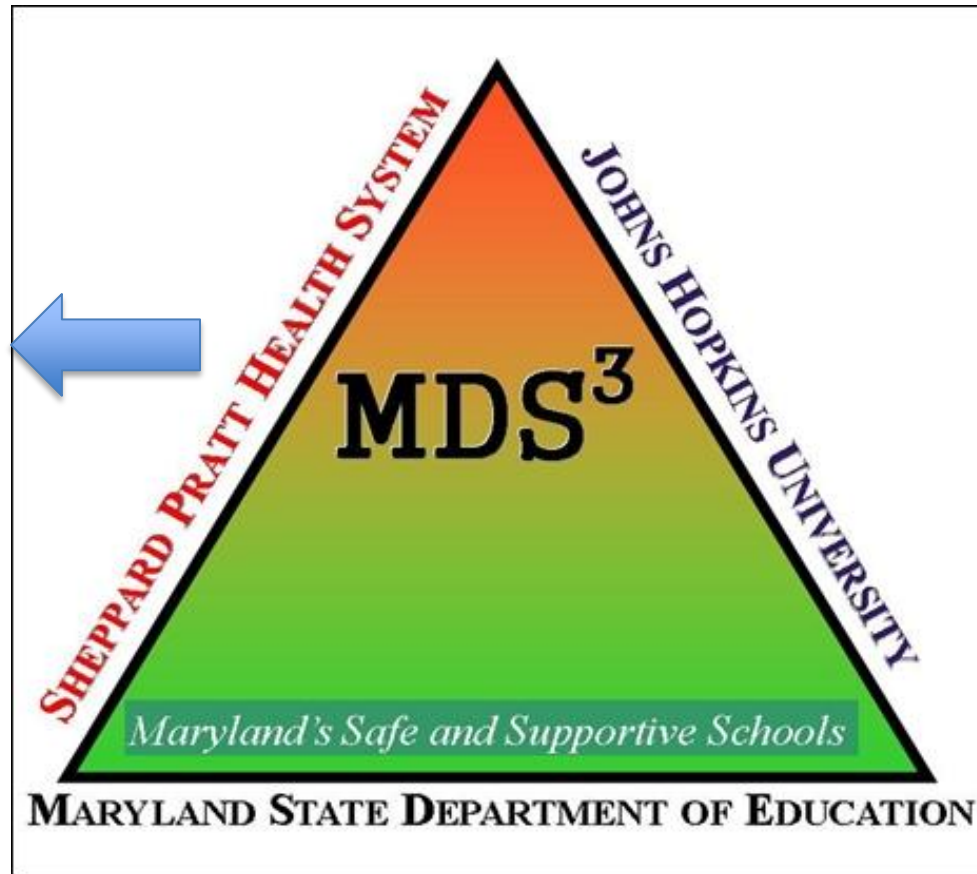 SHEPPARD PRATT HEALTH SYSTEM
JOHNS HOPKINS UNIVERSITY
MDS³
Maryland's Safe and Supportive Schools
MARYLAND STATE DEPARTMENT OF EDUCATION